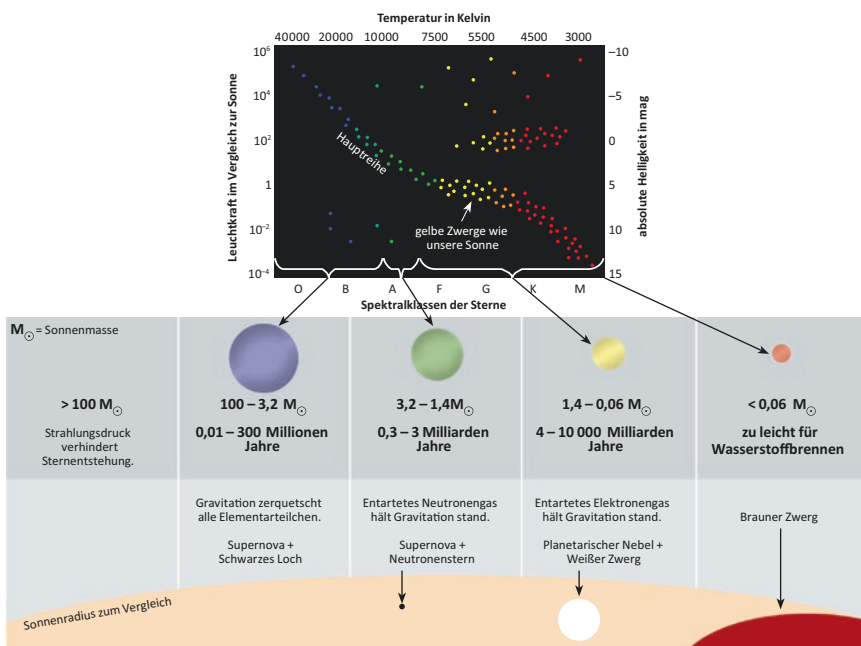 Temperatur in Kelvin
40000 20000 10000 7500 5500 4500 3000
Leuchtkraft im Vergleich zur Sonne
10⁶
10⁴
10²
1
10⁻²
10⁻⁴
–10
–5
0
5
10
15
absolute Helligkeit in mag
Hauptreihe
gelbe Zwerge wie
unsere Sonne
O B A F G K M
Spektralklassen der Sterne
M☉ = Sonnenmasse
> 100 M☉
Strahlungsdruck
verhindert
Sternentstehung.
100 – 3,2 M☉
0,01 – 300 Millionen
Jahre
3,2 – 1,4M☉
0,3 – 3 Milliarden
Jahre
1,4 – 0,06 M☉
4 – 10 000 Milliarden
Jahre
< 0,06 M☉
zu leicht für
Wasserstoffbrennen
Gravitation zerquetscht
alle Elementarteilchen.
Supernova +
Schwarzes Loch
Entartetes Neutronengas
hält Gravitation stand.
Supernova +
Neutronenstern
Entartetes Elektronengas
hält Gravitation stand.
Planetarischer Nebel +
Weißer Zwerg
Brauner Zwerg
Sonnenradius zum Vergleich